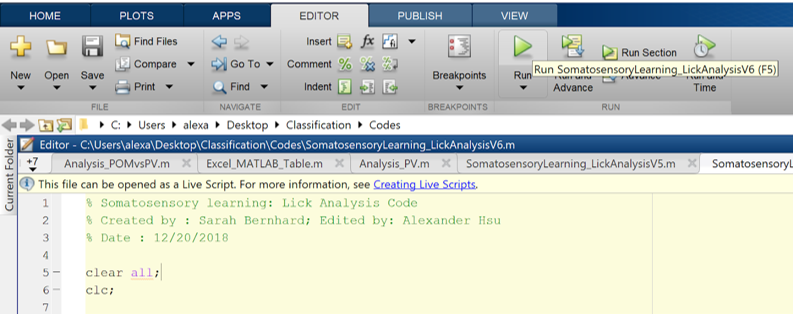 HOME PLOTS APPS EDITOR PUBLISH VIEW
New Open Save Find Files Compare Print
Go To Find
Insert fx Comment % Indent
Breakpoints
Run Run and Advance Run Section Advance Run and Time
Run SomatosensoryLearning_LickAnalysisV6 (F5)
FILE NAVIGATE EDIT BREAKPOINTS RUN
C: Users alexa Desktop Classification Codes
Current Folder
Editor - C:\Users\alexa\Desktop\Classification\Codes\SomatosensoryLearning_LickAnalysisV6.m
+7 Analysis_POMvsPV.m Excel_MATLAB_Table.m Analysis_PV.m SomatosensoryLearning_LickAnalysisV5.m SomatosensoryL
This file can be opened as a Live Script. For more information, see Creating Live Scripts.
1 % Somatosensory learning: Lick Analysis Code
2 % Created by : Sarah Bernhard; Edited by: Alexander Hsu
3 % Date : 12/20/2018
4
5 clear all;
6 clc;
7